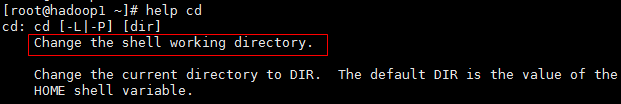 [root@hadoop1 ~]# help cd
cd: cd [-L|-P] [dir]
Change the shell working directory.
Change the current directory to DIR.  The default DIR is the value of the
HOME shell variable.